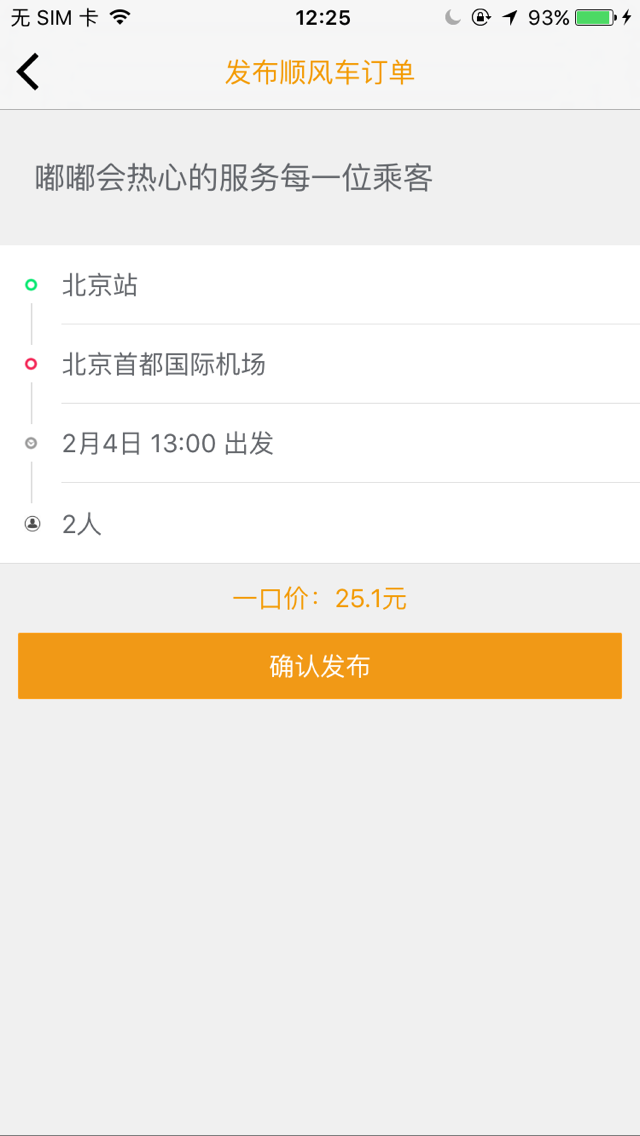 无 SIM 卡 12:25 93%
发布顺风车订单
嘟嘟会热心的服务每一位乘客
北京站
北京首都国际机场
2月4日 13:00 出发
2人
一口价：25.1元
确认发布